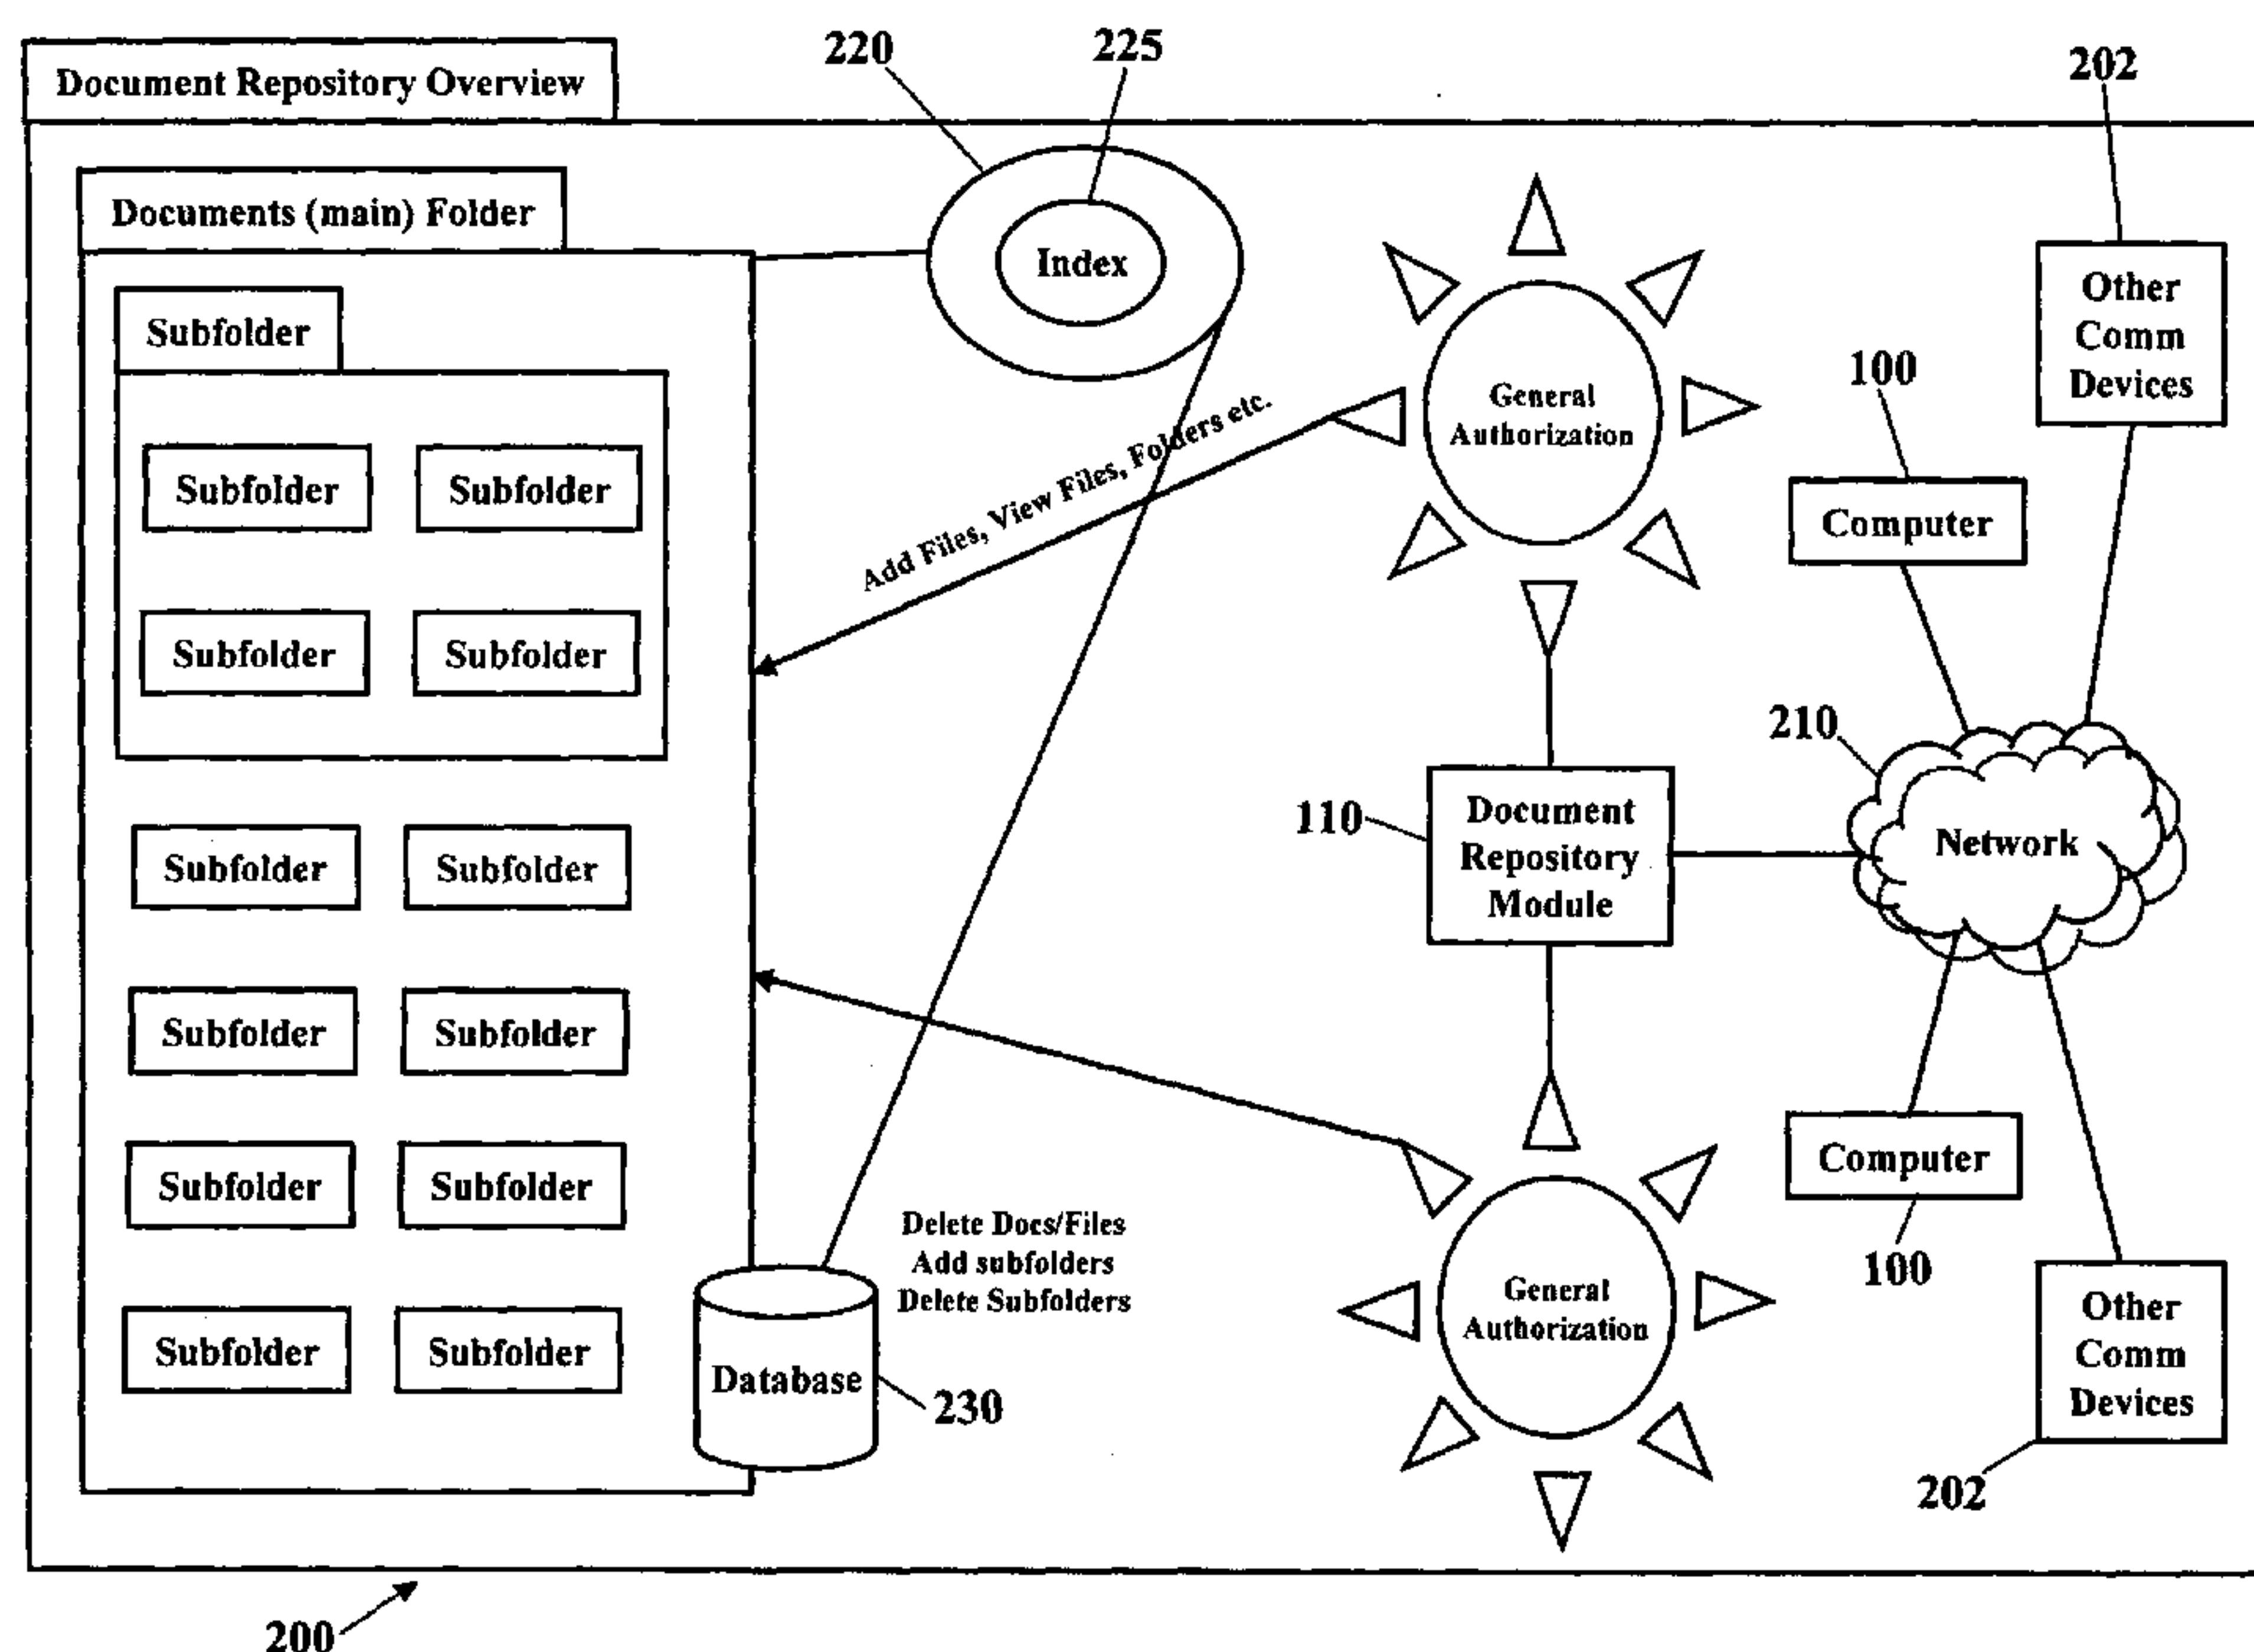 220
225
202
Document Repository Overview
Documents (main) Folder
Index
Subfolder
Other
Comm
Devices
100
General
Authorization
Add Files, View Files, Folders etc.
Subfolder
Subfolder
Computer
Subfolder
Subfolder
210
110
Document
Repository
Module
Network
Subfolder
Subfolder
Subfolder
Subfolder
Subfolder
Subfolder
Computer
100
Delete Docs/Files
Add subfolders
Delete Subfolders
General
Authorization
Other
Comm
Devices
Subfolder
Subfolder
Database
230
202
200